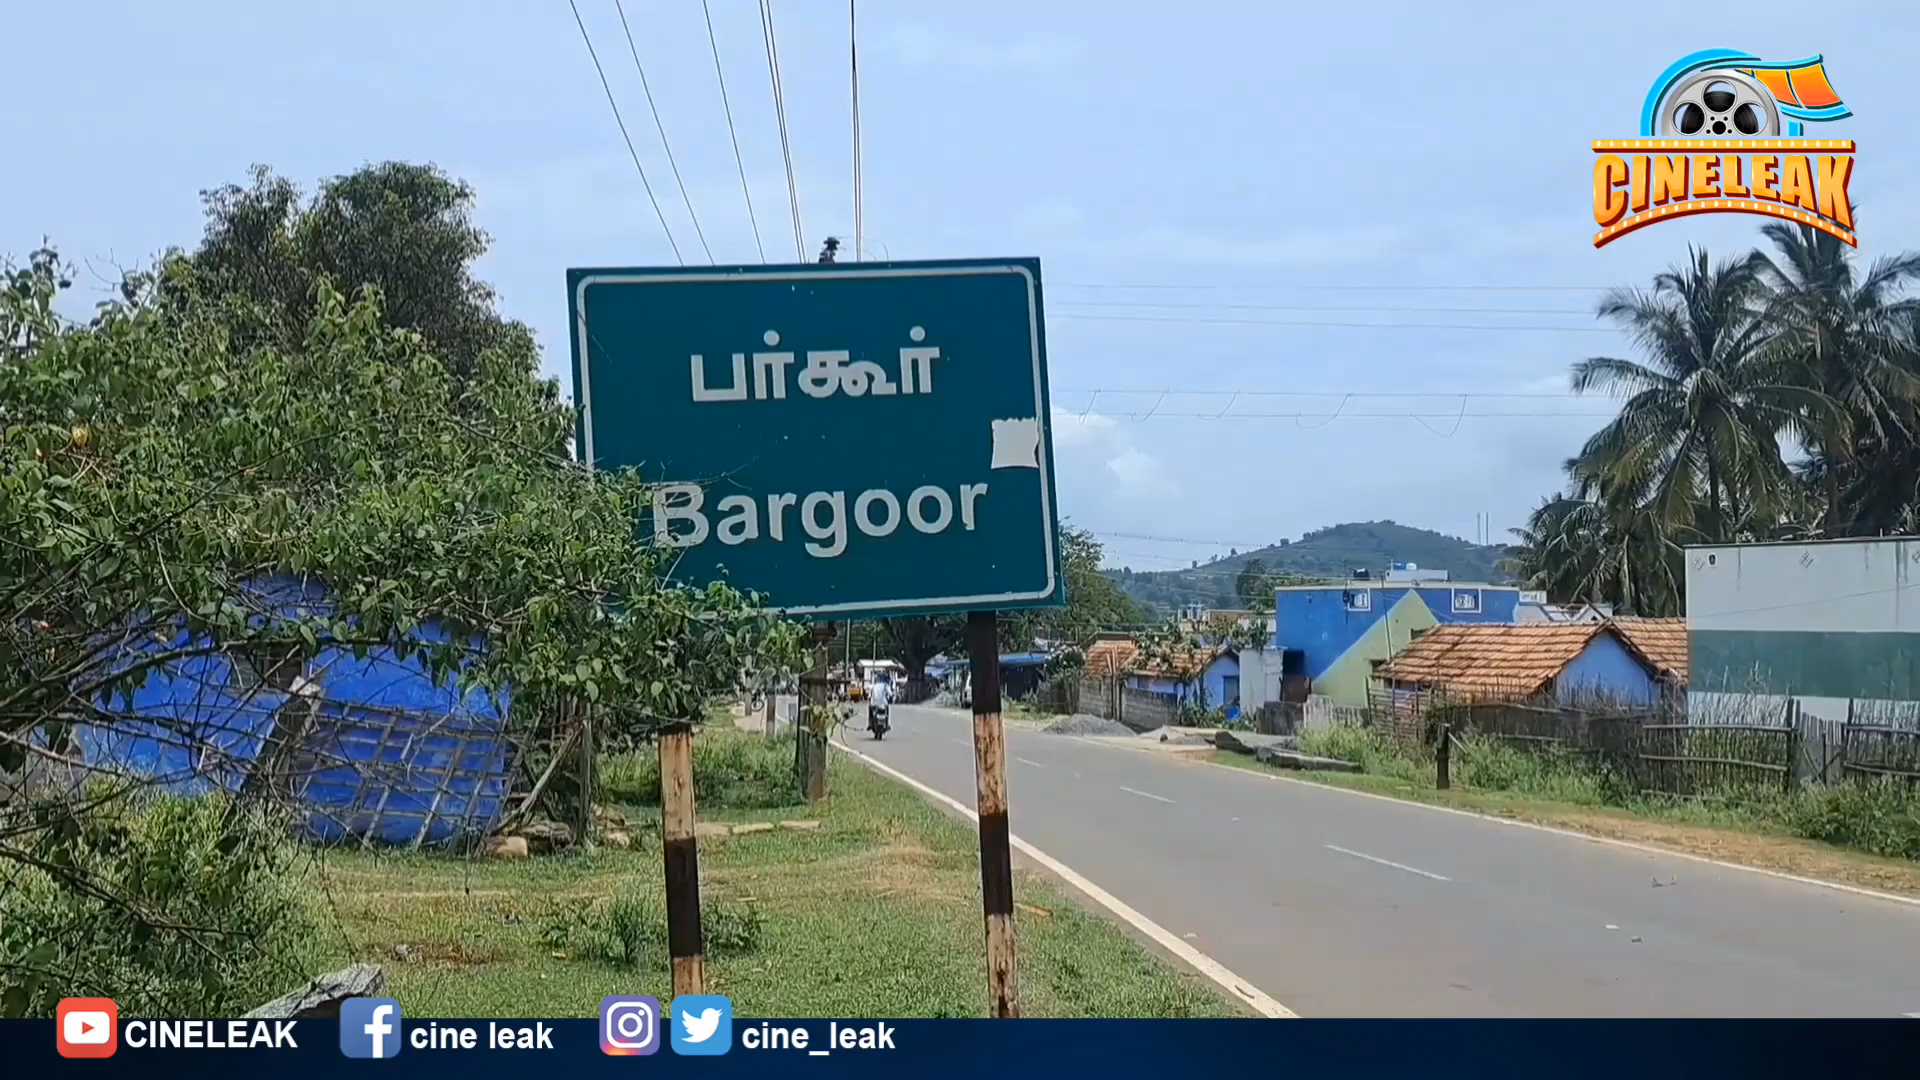 CINELEAK
பர்கூர்
Bargoor
CINELEAK
cine leak
cine_leak